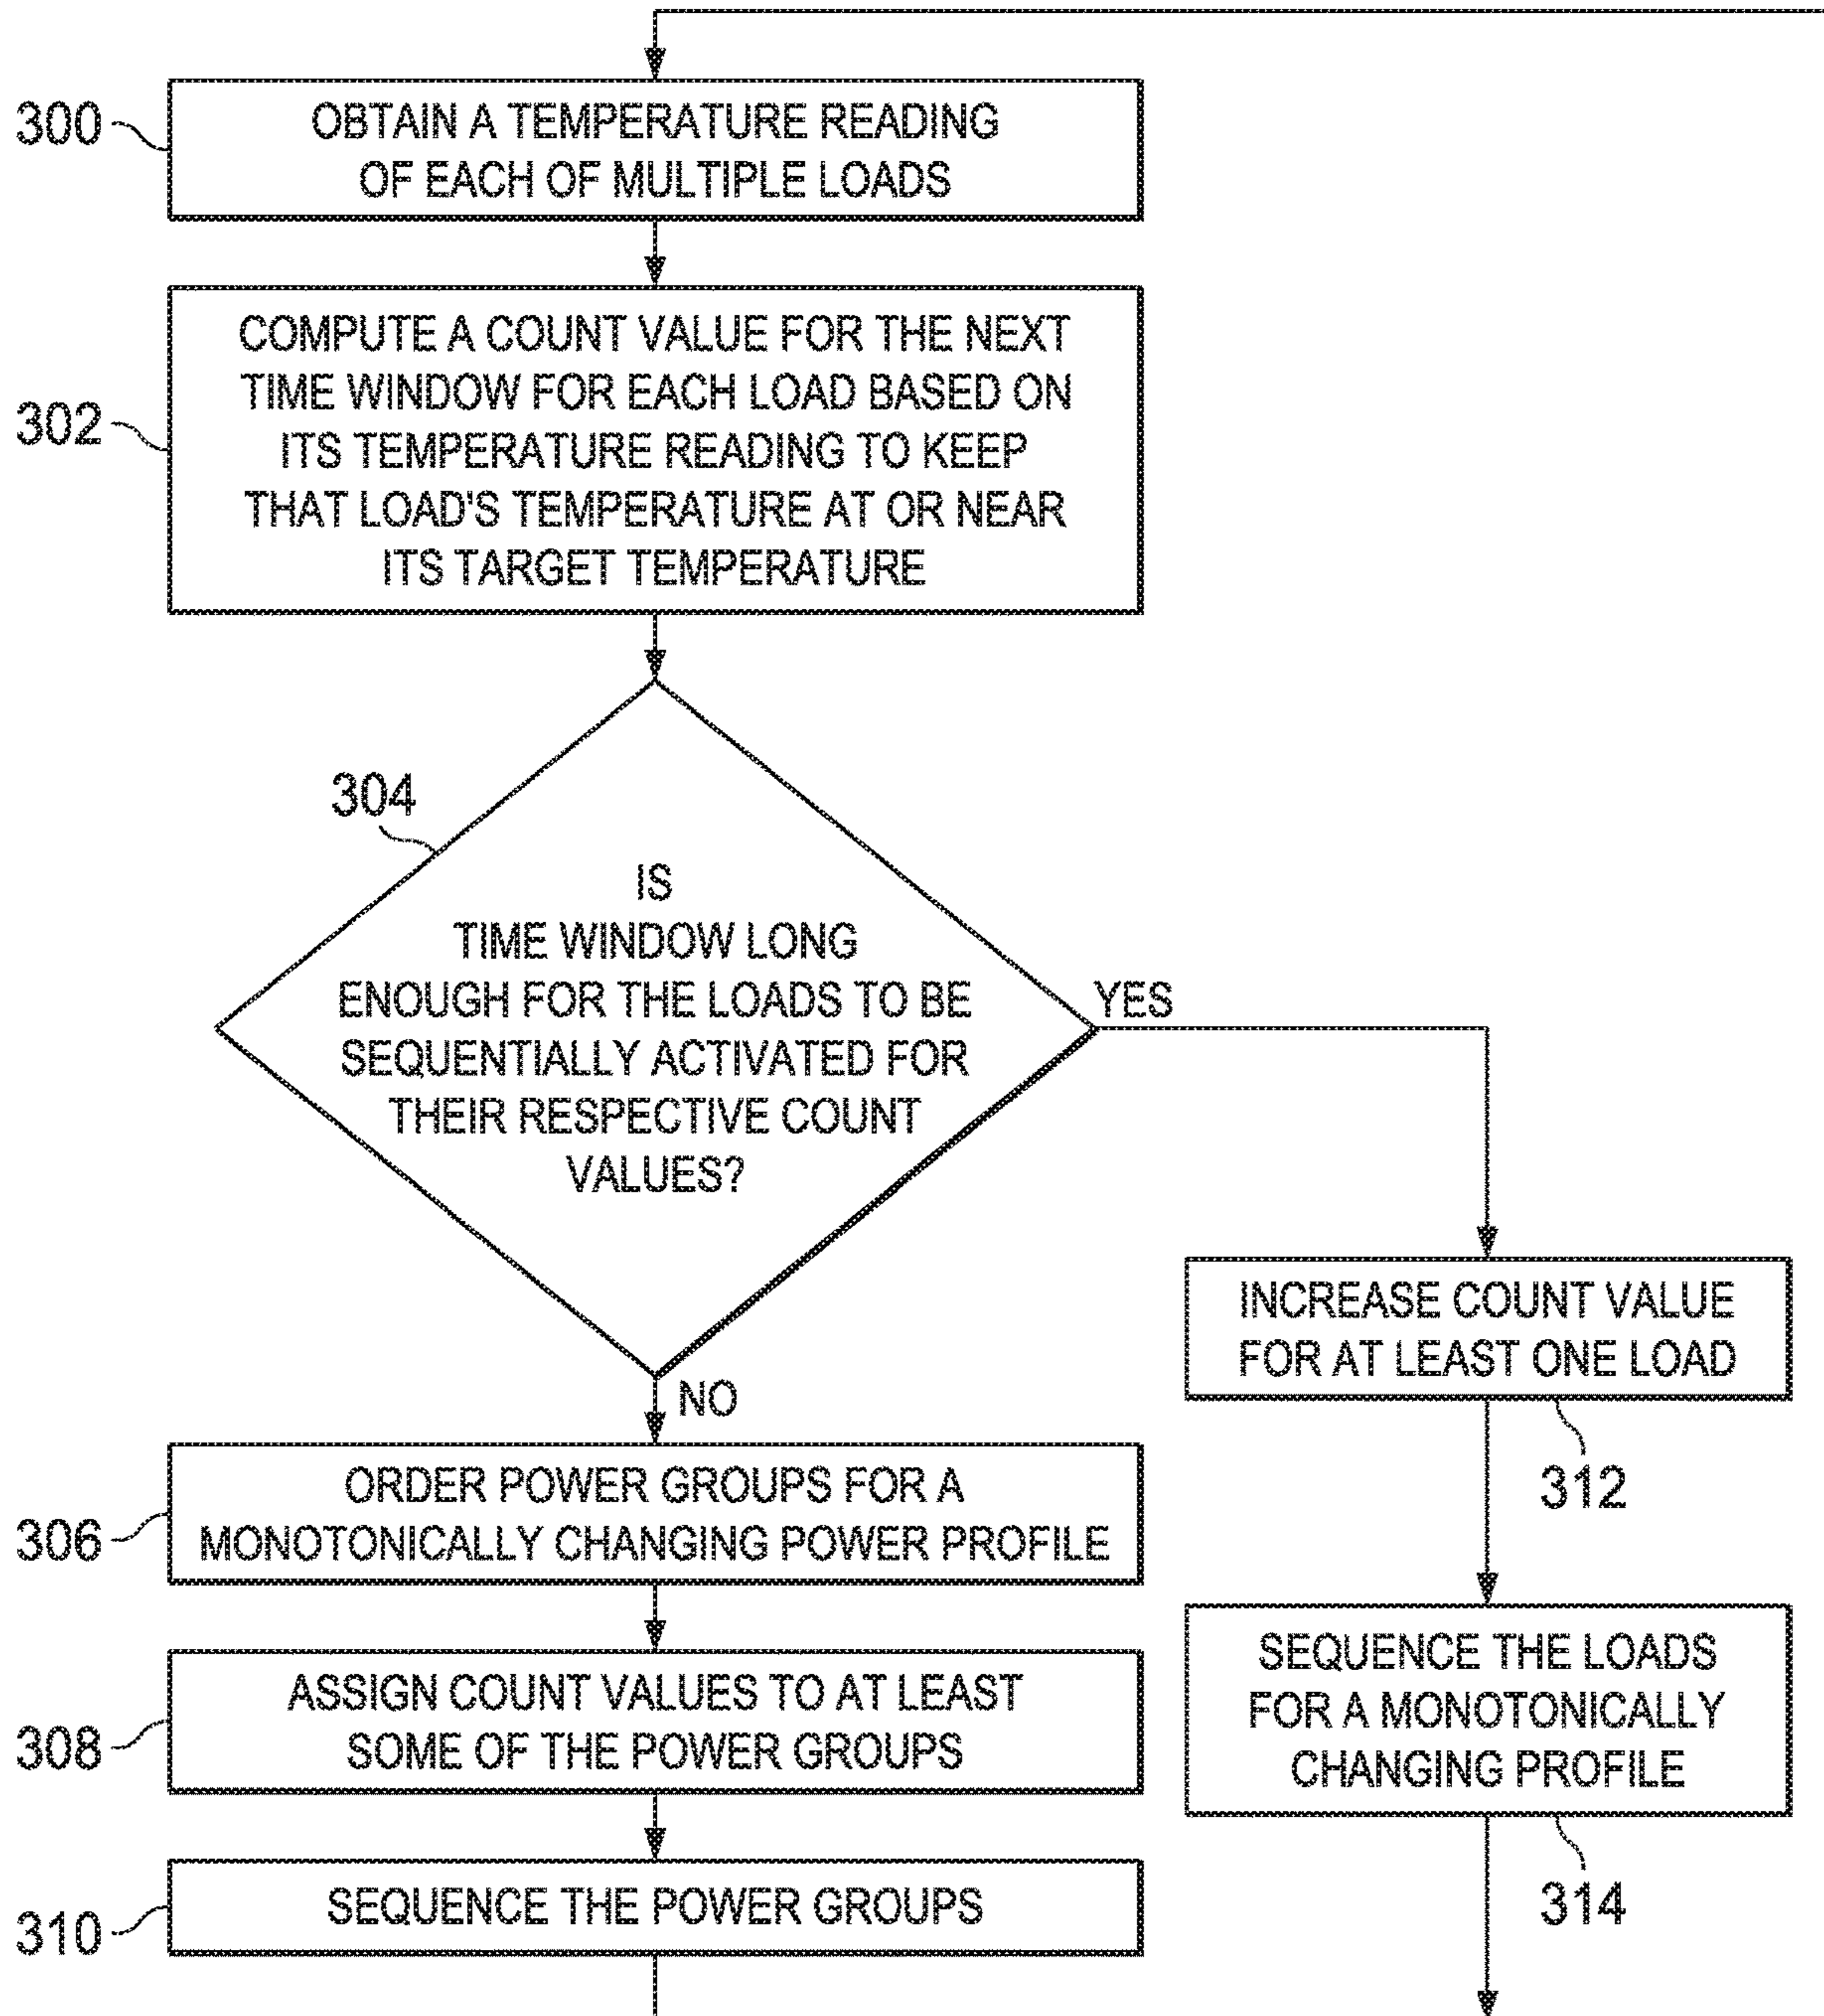 300
OBTAIN A TEMPERATURE READING
OF EACH OF MULTIPLE LOADS
302
COMPUTE A COUNT VALUE FOR THE NEXT
TIME WINDOW FOR EACH LOAD BASED ON
ITS TEMPERATURE READING TO KEEP
THAT LOAD'S TEMPERATURE AT OR NEAR
ITS TARGET TEMPERATURE
304
IS
TIME WINDOW LONG
ENOUGH FOR THE LOADS TO BE
SEQUENTIALLY ACTIVATED FOR
THEIR RESPECTIVE COUNT
VALUES?
YES
NO
306
ORDER POWER GROUPS FOR A
MONOTONICALLY CHANGING POWER PROFILE
308
ASSIGN COUNT VALUES TO AT LEAST
SOME OF THE POWER GROUPS
310
SEQUENCE THE POWER GROUPS
INCREASE COUNT VALUE
FOR AT LEAST ONE LOAD
312
SEQUENCE THE LOADS
FOR A MONOTONICALLY
CHANGING PROFILE
314